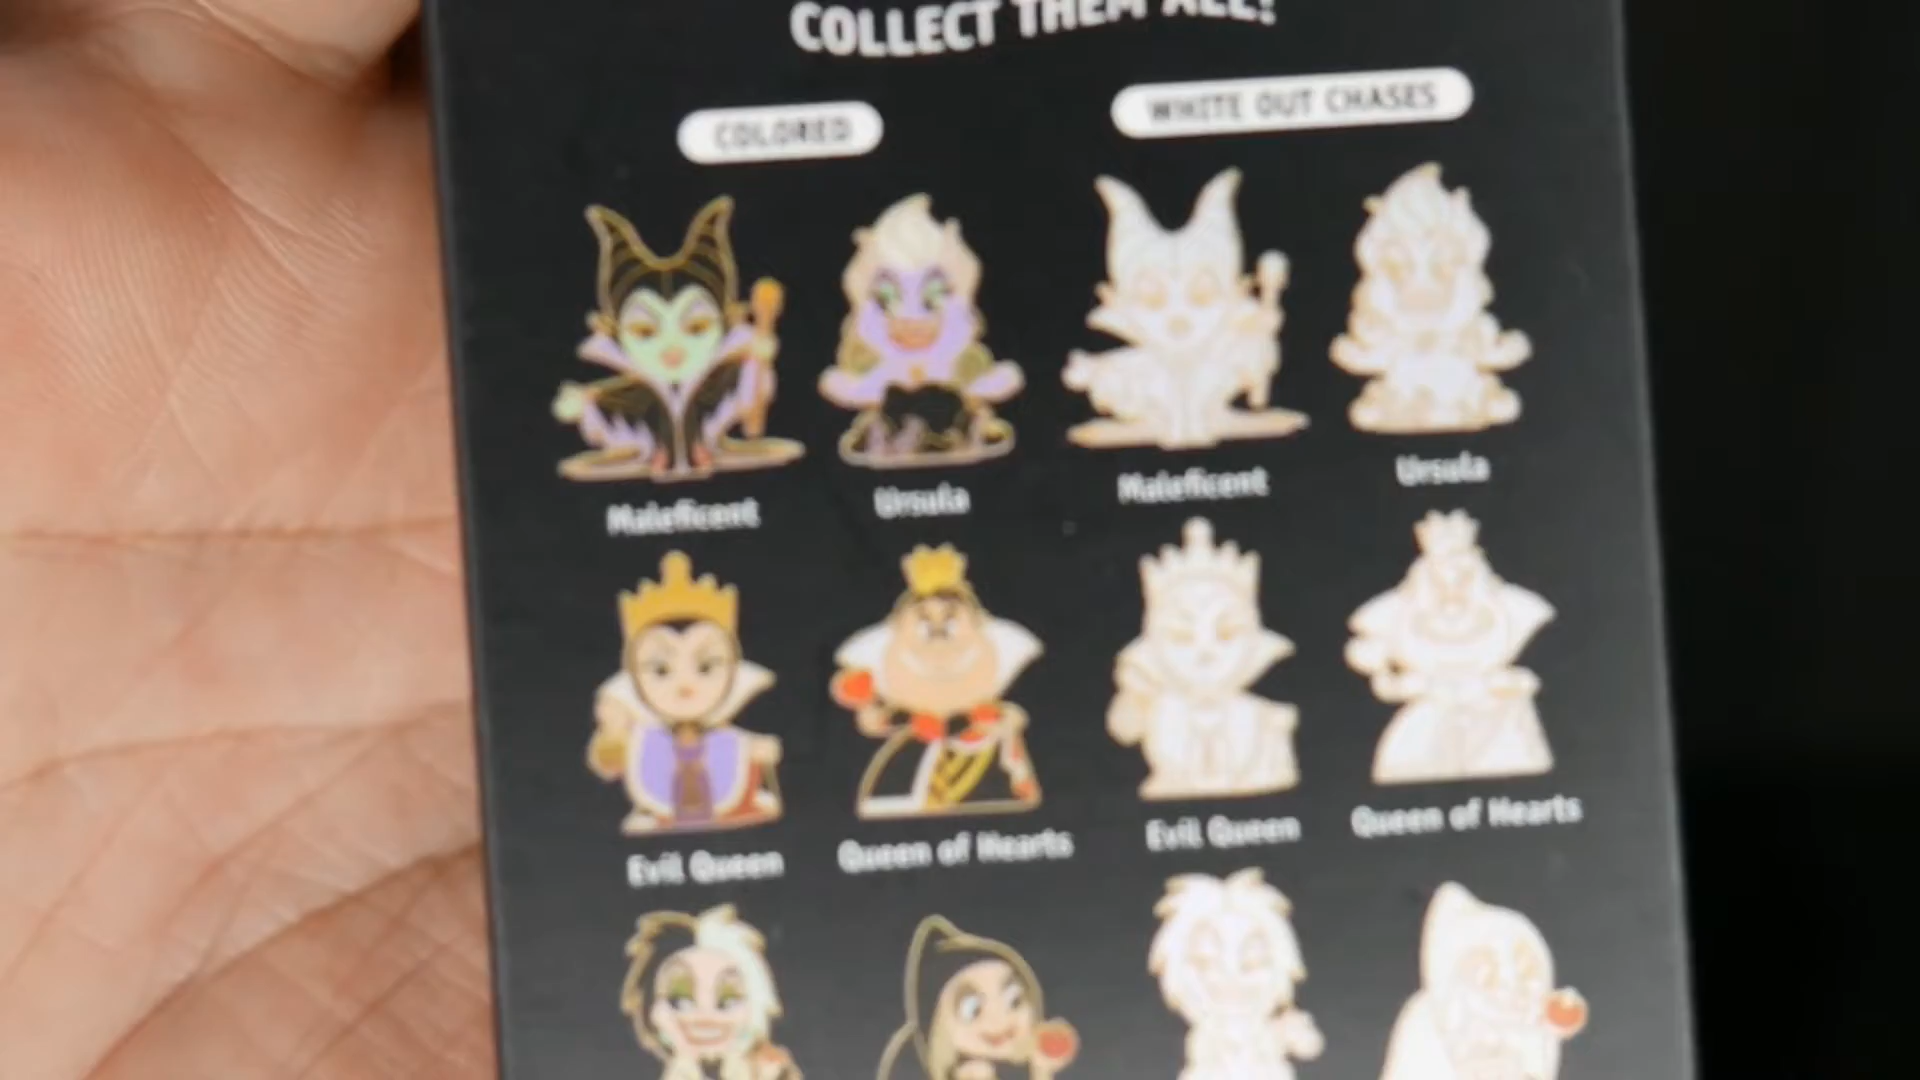 COLLECT THEM ALL!
COLORED
WHITE OUT CHASES
Maleficent
Ursula
Maleficent
Ursula
Evil Queen
Queen of Hearts
Evil Queen
Queen of Hearts